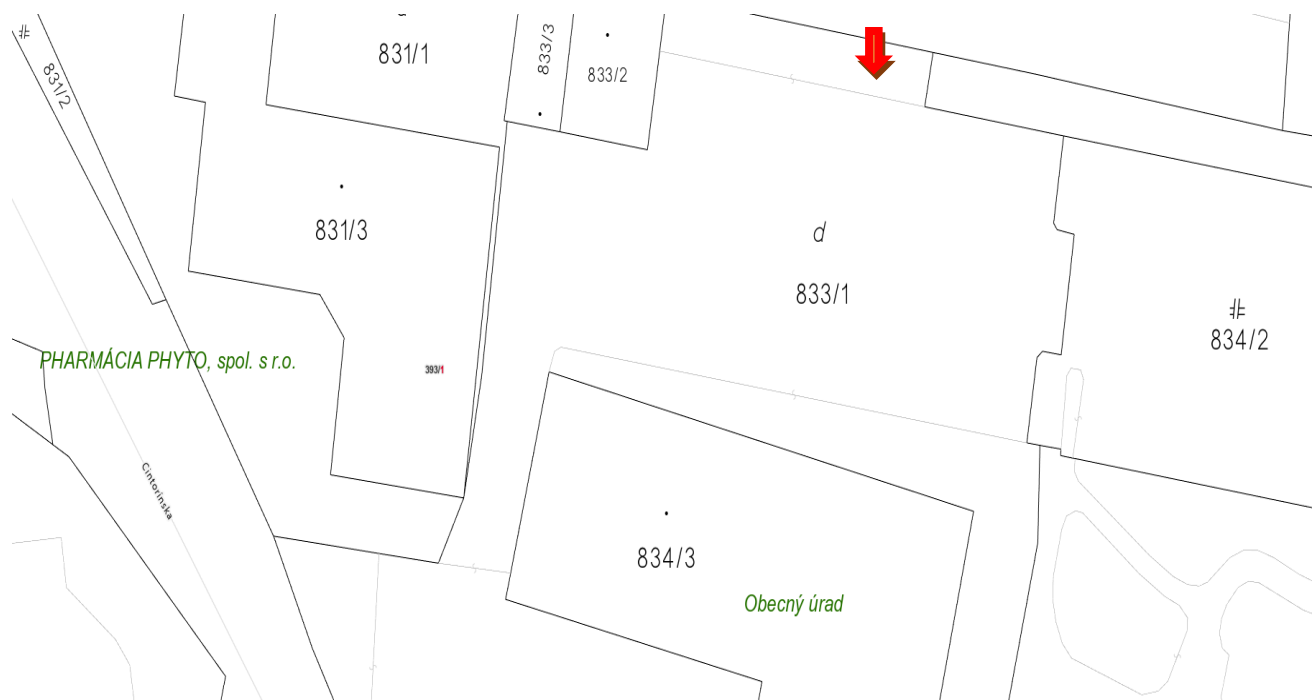 831/2
831/1
833/3
833/2
831/3
d
833/1
834/2
PHARMÁCIA PHYTO, spol. s r.o.
393/1
Cintorínska
834/3
Obecný úrad